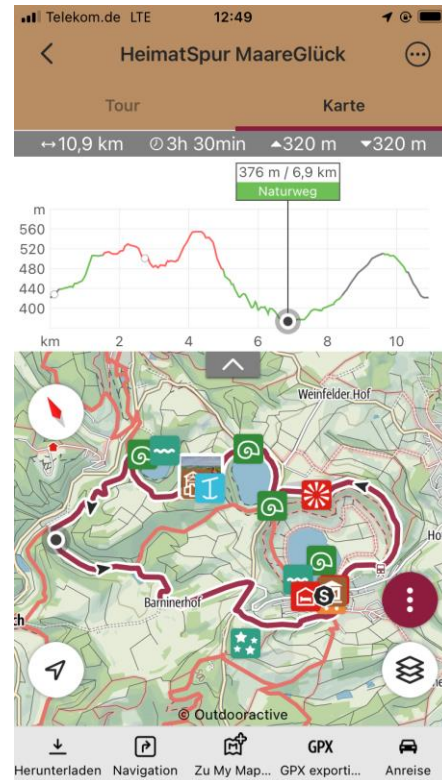 Telekom.de LTE 12:49
HeimatSpur MaareGlück
Tour Karte
↔10,9 km 3h 30min ▲320 m ▼320 m
376 m / 6,9 km
Naturweg
m
560
520
480
440
400
km 2 4 6 8 10
Weinfelder Hof
Ho
Barninerhof
ch
S
© Outdooractive
GPX
Herunterladen Navigation Zu My Map... GPX exporti... Anreise